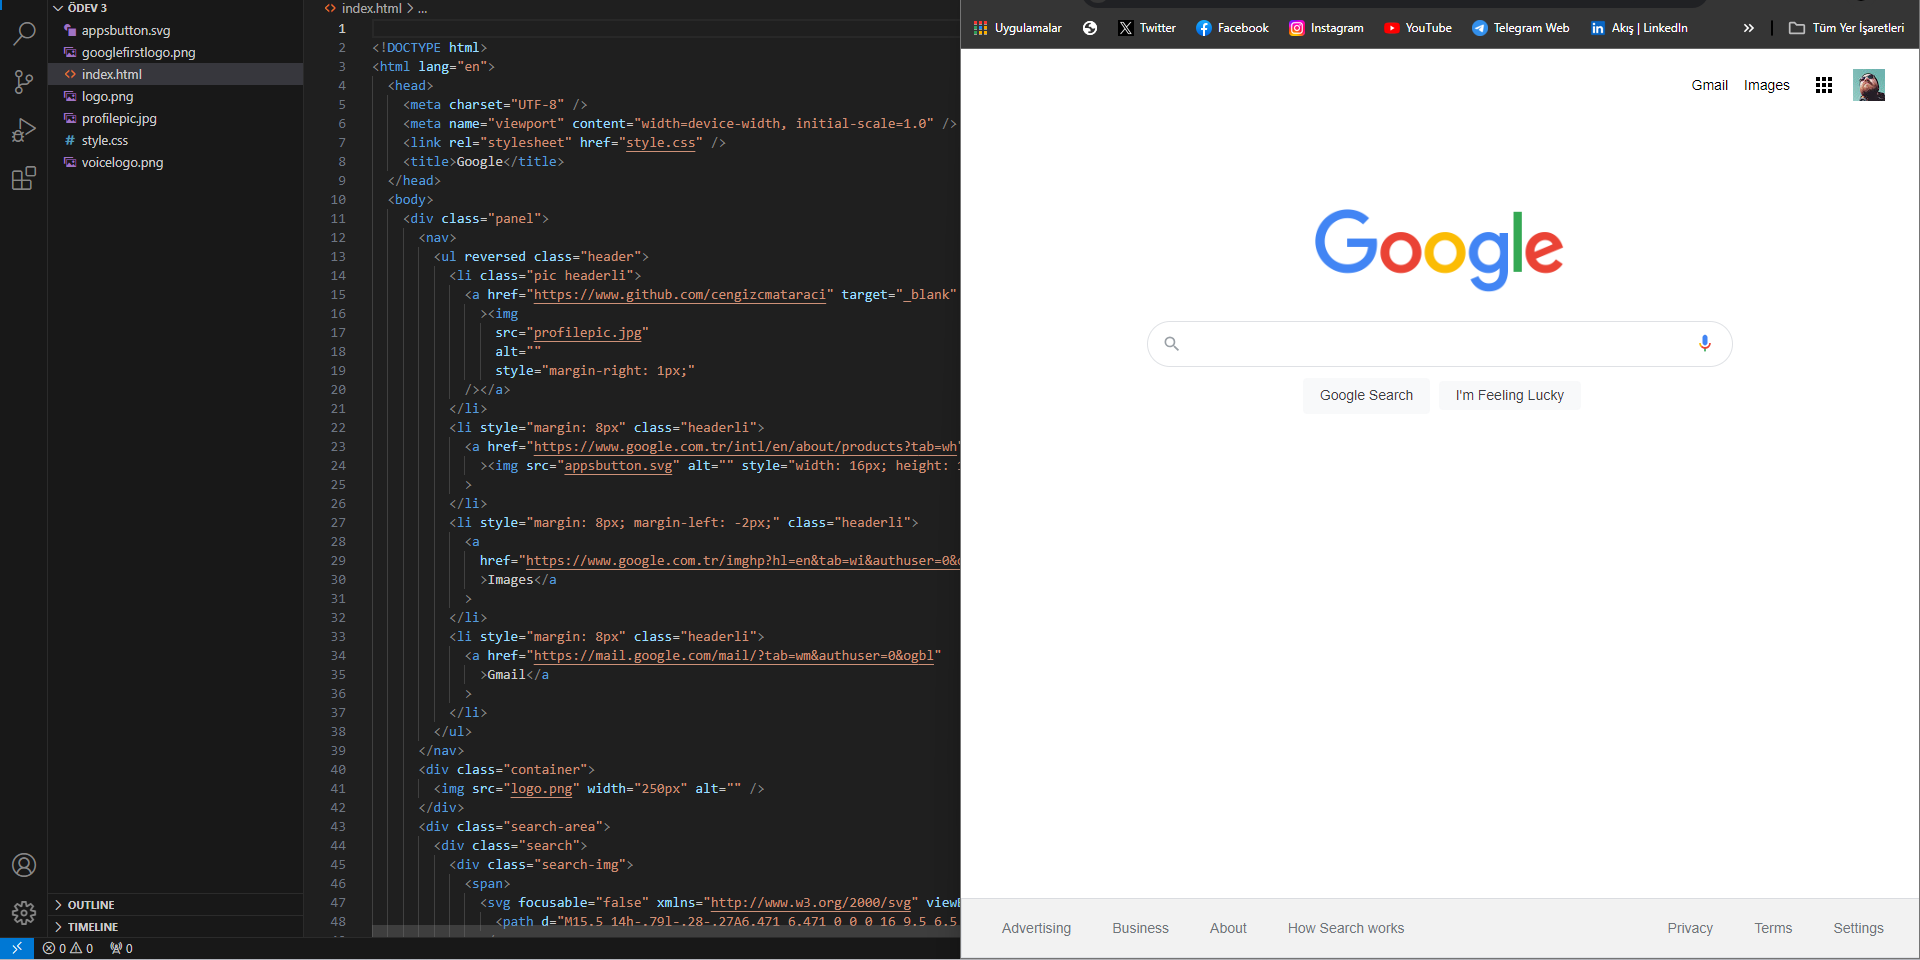 ÖDEV 3
appsbutton.svg
googlefirstlogo.png
index.html
logo.png
profilepic.jpg
style.css
voicelogo.png
OUTLINE
TIMELINE
0 0 0
index.html > ...
1
2 <!DOCTYPE html>
3 <html lang="en">
4 <head>
5 <meta charset="UTF-8" />
6 <meta name="viewport" content="width=device-width, initial-scale=1.0" />
7 <link rel="stylesheet" href="style.css" />
8 <title>Google</title>
9 </head>
10 <body>
11 <div class="panel">
12 <nav>
13 <ul reversed class="header">
14 <li class="pic headerli">
15 <a href="https://www.github.com/cengizcmataraci" target="_blank"
16 ><img
17 src="profilepic.jpg"
18 alt=""
19 style="margin-right: 1px;"
20 /></a>
21 </li>
22 <li style="margin: 8px" class="headerli">
23 <a href="https://www.google.com.tr/intl/en/about/products?tab=wh
24 ><img src="appsbutton.svg" alt="" style="width: 16px; height:
25 >
26 </li>
27 <li style="margin: 8px; margin-left: -2px;" class="headerli">
28 <a
29 href="https://www.google.com.tr/imghp?hl=en&tab=wi&authuser=0&
30 >Images</a
31 >
32 </li>
33 <li style="margin: 8px" class="headerli">
34 <a href="https://mail.google.com/mail/?tab=wm&authuser=0&ogbl"
35 >Gmail</a
36 >
37 </li>
38 </ul>
39 </nav>
40 <div class="container">
41 <img src="logo.png" width="250px" alt="" />
42 </div>
43 <div class="search-area">
44 <div class="search">
45 <div class="search-img">
46 <span>
47 <svg focusable="false" xmlns="http://www.w3.org/2000/svg"
48 <path d="M15.5 14h-.79l-.28-.27A6.471 6.471 0 0 0 16 9.5 6.5
Uygulamalar Twitter Facebook Instagram YouTube Telegram Web Akış | LinkedIn » Tüm Yer İşaretleri
Gmail Images
Google
Google Search I'm Feeling Lucky
Advertising Business About How Search works Privacy Terms Settings